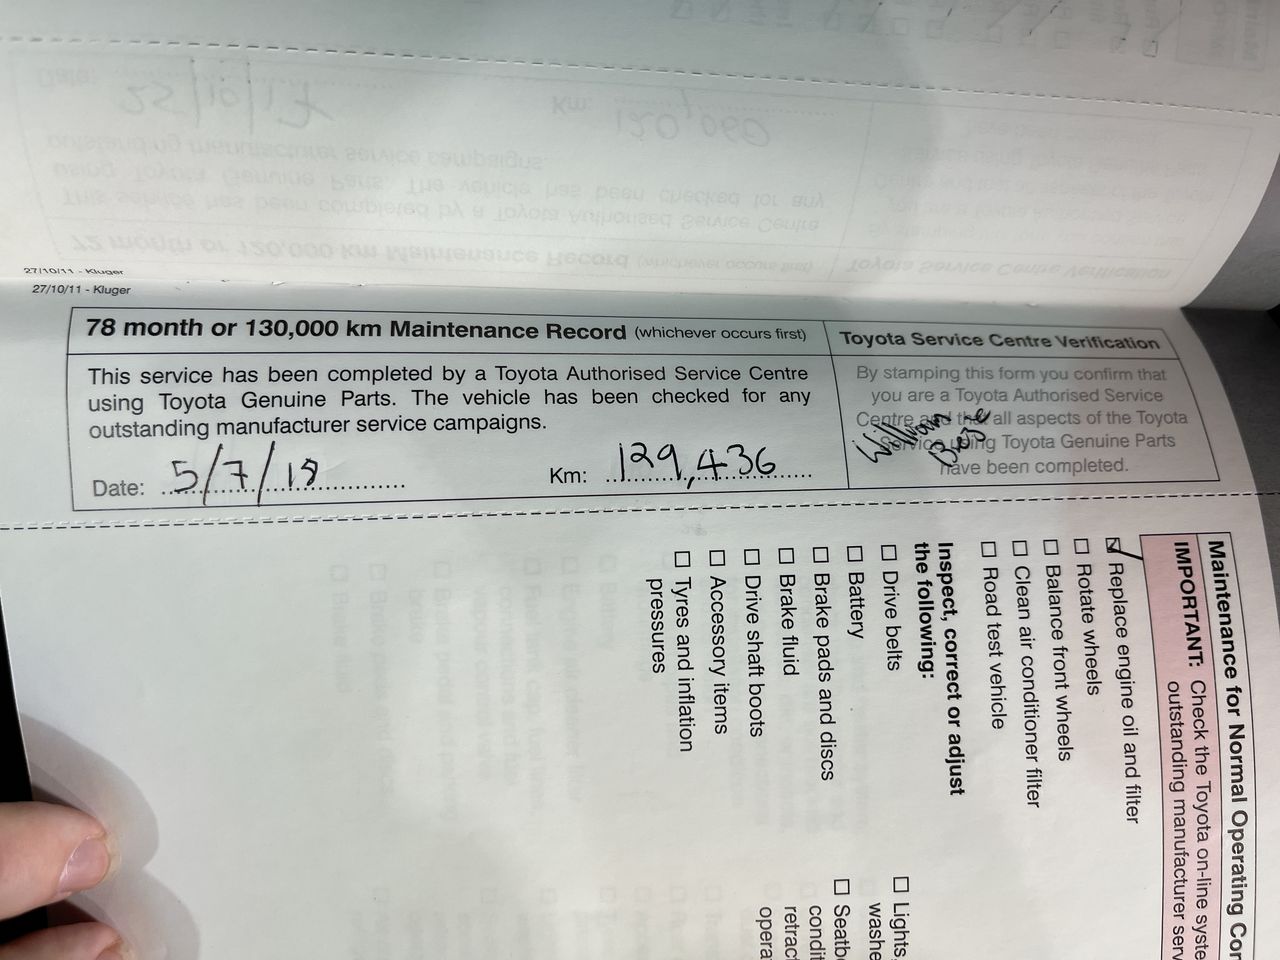 27/10/11 - Kluger
27/10/11 - Kluger
78 month or 130,000 km Maintenance Record (whichever occurs first)
This service has been completed by a Toyota Authorised Service Centre
using Toyota Genuine Parts. The vehicle has been checked for any
outstanding manufacturer service campaigns.
Date: 5/7/18
Km: 129,436
Toyota Service Centre Verification
By stamping this form you confirm that
you are a Toyota Authorised Service
Centre and that all aspects of the Toyota
Service using Toyota Genuine Parts
have been completed.
Maintenance for Normal Operating Con
IMPORTANT: Check the Toyota on-line syste
outstanding manufacturer serv
Replace engine oil and filter
Rotate wheels
Balance front wheels
Clean air conditioner filter
Road test vehicle
Inspect, correct or adjust
the following:
Drive belts
Battery
Brake pads and discs
Brake fluid
Drive shaft boots
Accessory items
Tyres and inflation
pressures
Lights,
washe
Seatb
condit
retract
opera